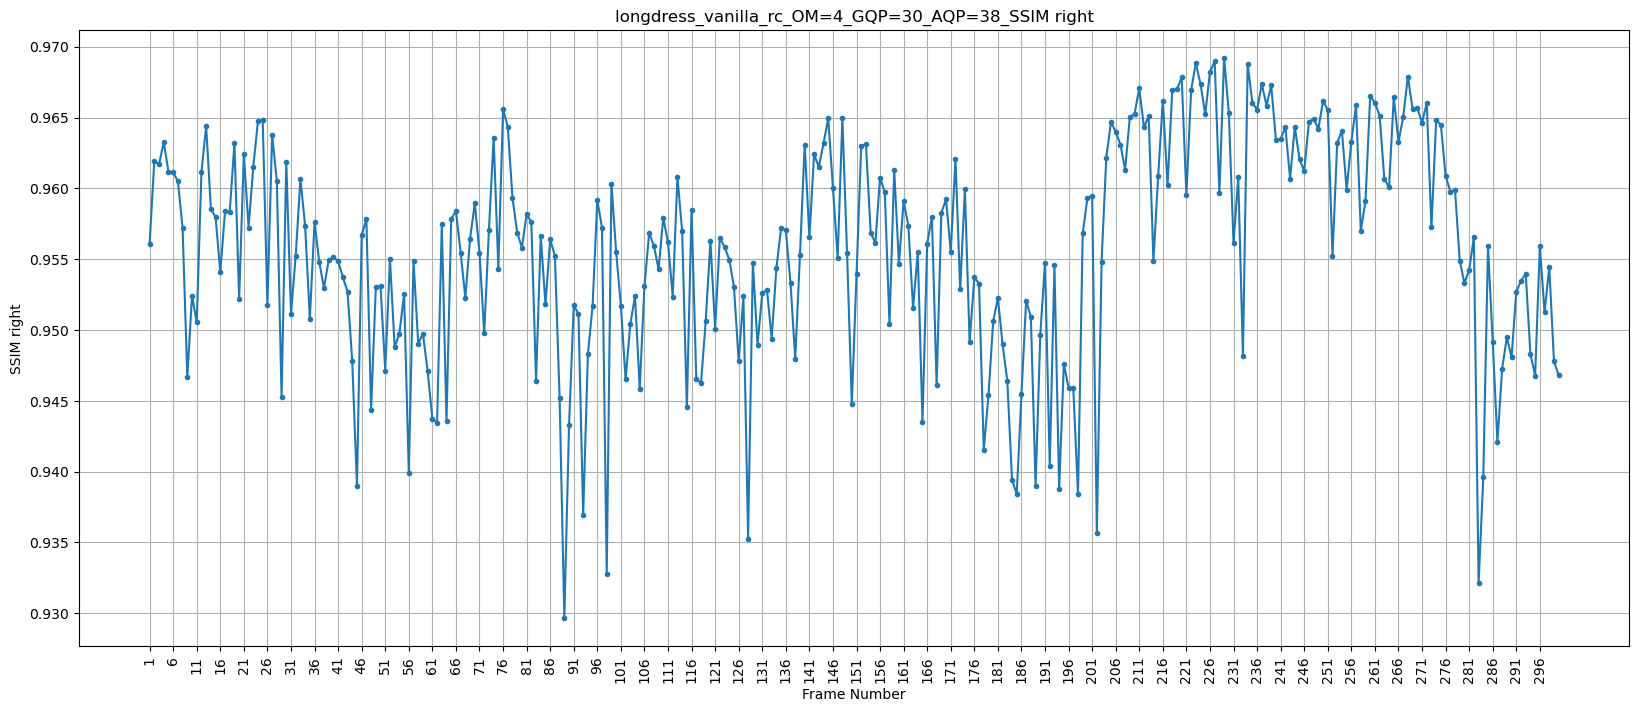 longdress_vanilla_rc_OM=4_GQP=30_AQP=38_SSIM right
0.970
0.965
0.960
0.955
0.950
0.945
0.940
0.935
0.930
SSIM right
1 6 11 16 21 26 31 36 41 46 51 56 61 66 71 76 81 86 91 96 101 106 111 116 121 126 131 136 141 146 151 156 161 166 171 176 181 186 191 196 201 206 211 216 221 226 231 236 241 246 251 256 261 266 271 276 281 286 291 296
Frame Number